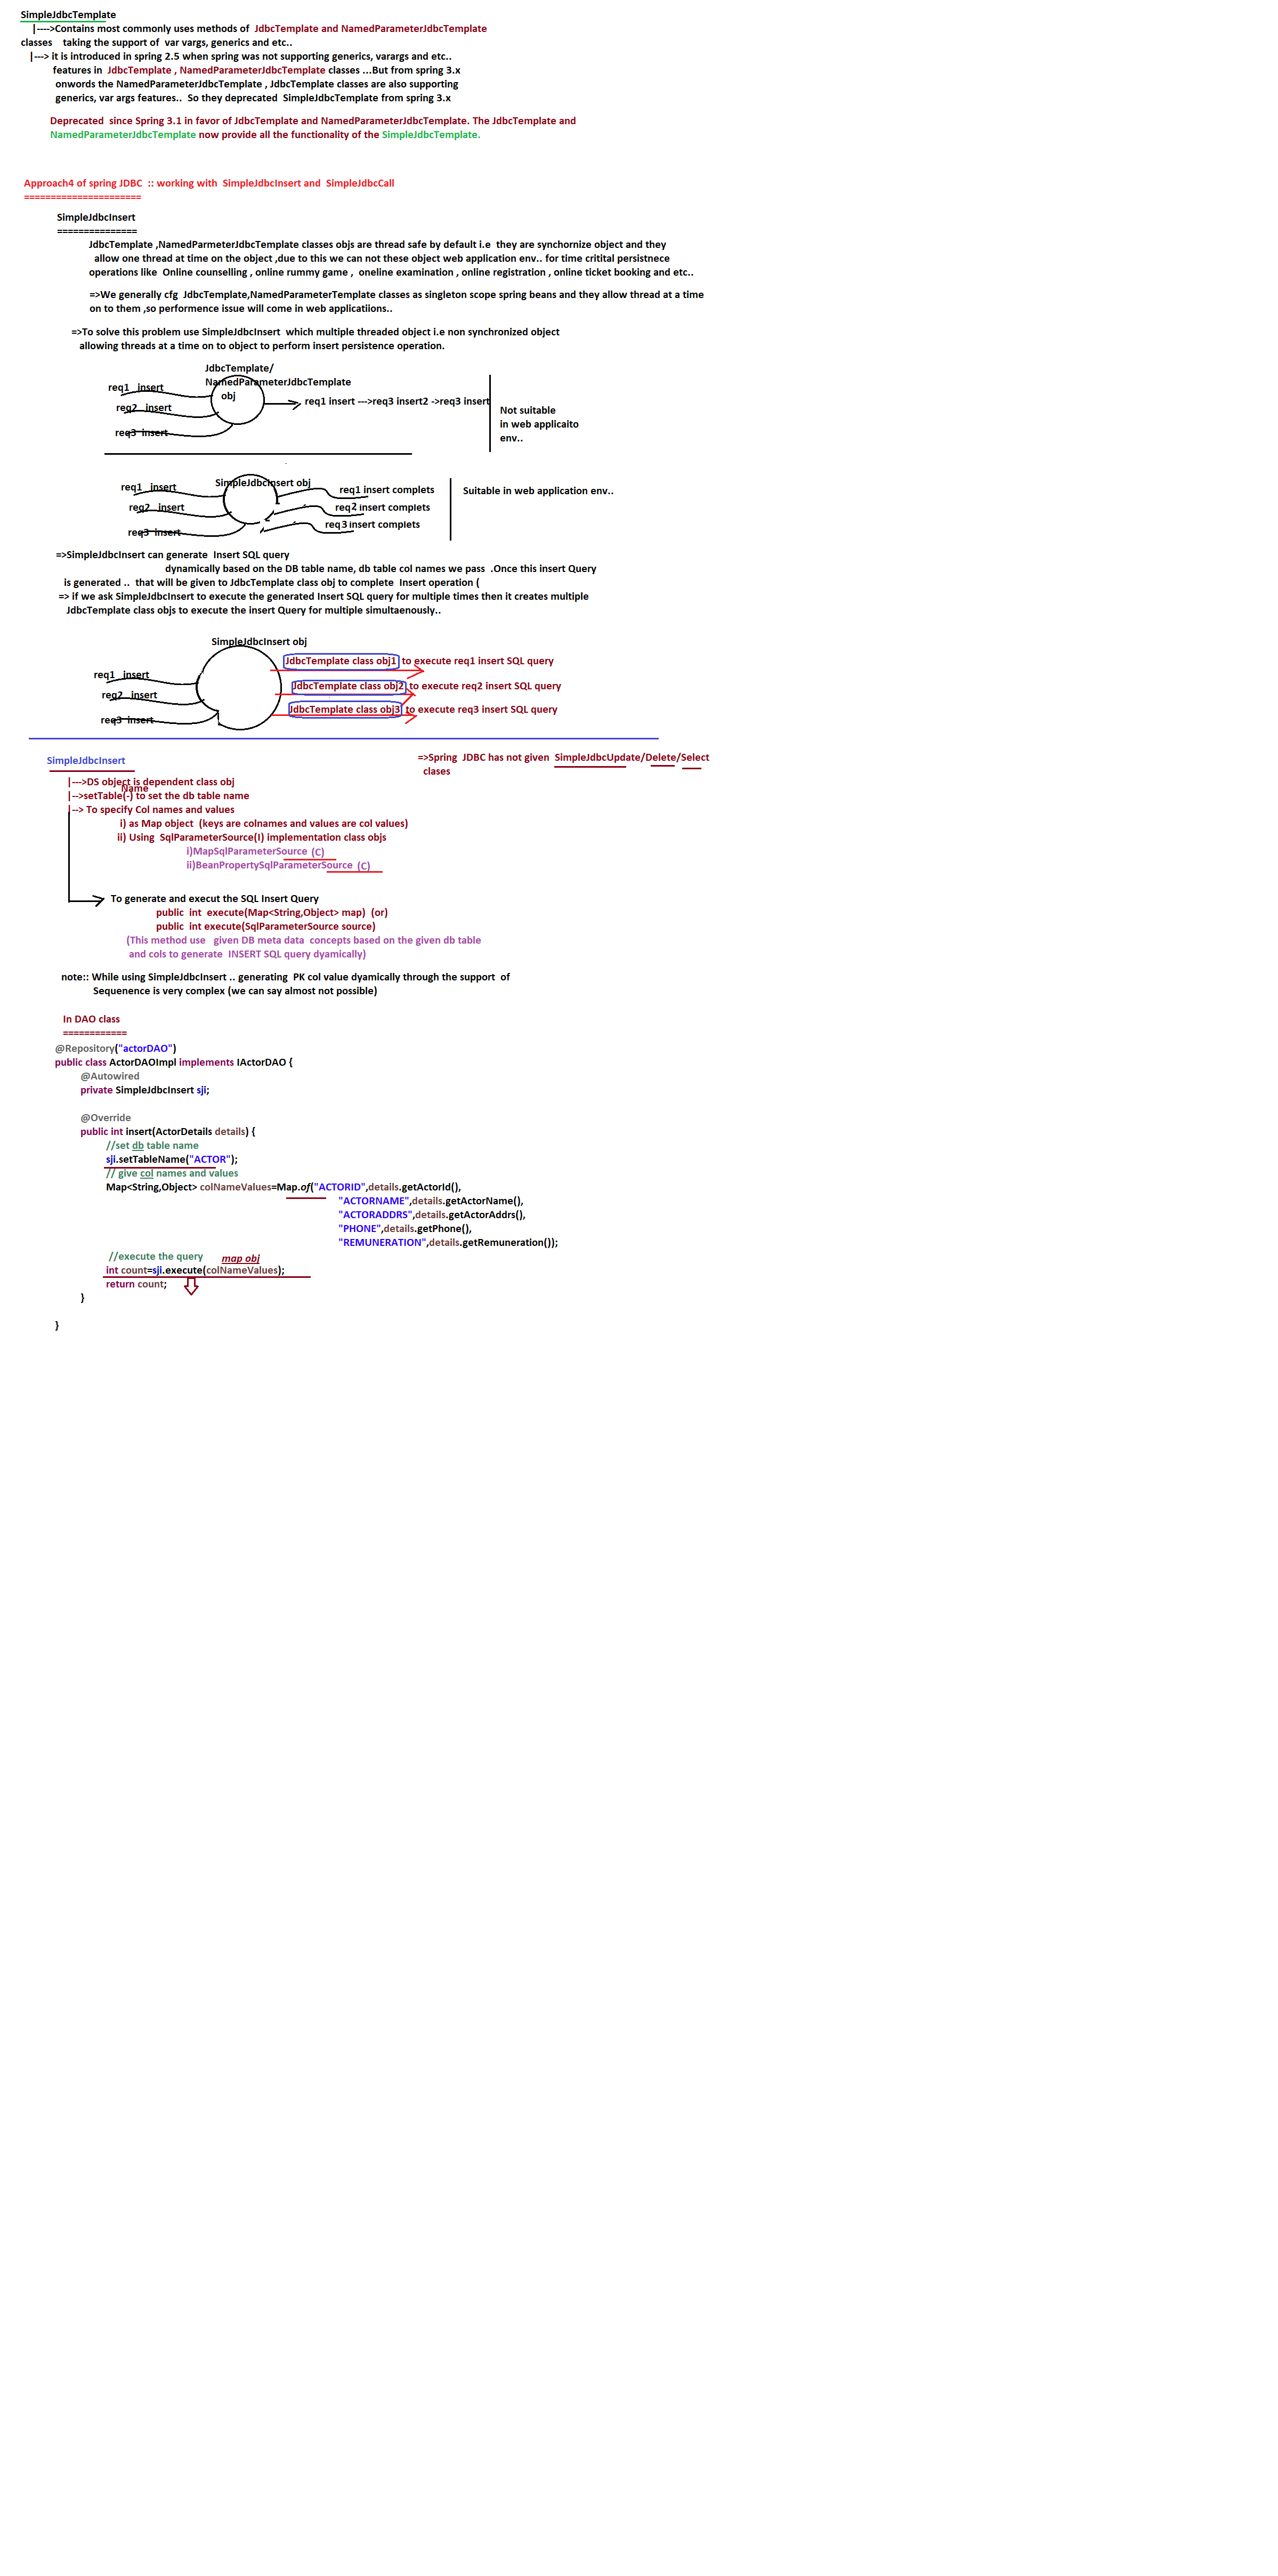 SimpleJdbcTemplate
|---->Contains most commonly uses methods of JdbcTemplate and NamedParameterJdbcTemplate
classes taking the support of var vargs, generics and etc..
|---> it is introduced in spring 2.5 when spring was not supporting generics, varargs and etc..
features in JdbcTemplate , NamedParameterJdbcTemplate classes ...But from spring 3.x
onwords the NamedParameterJdbcTemplate , JdbcTemplate classes are also supporting
generics, var args features.. So they deprecated SimpleJdbcTemplate from spring 3.x
Deprecated since Spring 3.1 in favor of JdbcTemplate and NamedParameterJdbcTemplate. The JdbcTemplate and
NamedParameterJdbcTemplate now provide all the functionality of the SimpleJdbcTemplate.
Approach4 of spring JDBC :: working with SimpleJdbcInsert and SimpleJdbcCall
======================
SimpleJdbcInsert
===============
JdbcTemplate ,NamedParmeterJdbcTemplate classes objs are thread safe by default i.e they are synchornize object and they
allow one thread at time on the object ,due to this we can not these object web application env.. for time critital persistnece
operations like Online counselling , online rummy game , oneline examination , online registration , online ticket booking and etc..
=>We generally cfg JdbcTemplate,NamedParameterTemplate classes as singleton scope spring beans and they allow thread at a time
on to them ,so performence issue will come in web applicatiions..
=>To solve this problem use SimpleJdbcInsert which multiple threaded object i.e non synchronized object
allowing threads at a time on to object to perform insert persistence operation.
JdbcTemplate/
NamedParameterJdbcTemplate
obj
req1 insert
req2 insert
req3 insert
req1 insert --->req3 insert2 ->req3 insert
Not suitable
in web applicaito
env..
SimpleJdbcInsert obj
req1 insert
req2 insert
req3 insert
req1 insert complets
req2 insert complets
req3 insert complets
Suitable in web application env..
=>SimpleJdbcInsert can generate Insert SQL query
dynamically based on the DB table name, db table col names we pass .Once this insert Query
is generated .. that will be given to JdbcTemplate class obj to complete Insert operation (
=> if we ask SimpleJdbcInsert to execute the generated Insert SQL query for multiple times then it creates multiple
JdbcTemplate class objs to execute the insert Query for multiple simultaenously..
SimpleJdbcInsert obj
req1 insert
req2 insert
req3 insert
JdbcTemplate class obj1 to execute req1 insert SQL query
JdbcTemplate class obj2 to execute req2 insert SQL query
JdbcTemplate class obj3 to execute req3 insert SQL query
=>Spring JDBC has not given SimpleJdbcUpdate/Delete/Select
clases
SimpleJdbcInsert
|--->DS object is dependent class obj
Name
|-->setTable(-) to set the db table name
|--> To specify Col names and values
i) as Map object (keys are colnames and values are col values)
ii) Using SqlParameterSource(I) implementation class objs
i)MapSqlParameterSource (C)
ii)BeanPropertySqlParameterSource (C)
To generate and execut the SQL Insert Query
public int execute(Map<String,Object> map) (or)
public int execute(SqlParameterSource source)
(This method use given DB meta data concepts based on the given db table
and cols to generate INSERT SQL query dyamically)
note:: While using SimpleJdbcInsert .. generating PK col value dyamically through the support of
Sequenence is very complex (we can say almost not possible)
In DAO class
============
@Repository("actorDAO")
public class ActorDAOImpl implements IActorDAO {
@Autowired
private SimpleJdbcInsert sji;
@Override
public int insert(ActorDetails details) {
//set db table name
sji.setTableName("ACTOR");
// give col names and values
Map<String,Object> colNameValues=Map.of("ACTORID",details.getActorId(),
"ACTORNAME",details.getActorName(),
"ACTORADDRS",details.getActorAddrs(),
"PHONE",details.getPhone(),
"REMUNERATION",details.getRemuneration());
//execute the query map obj
int count=sji.execute(colNameValues);
return count;
}
}